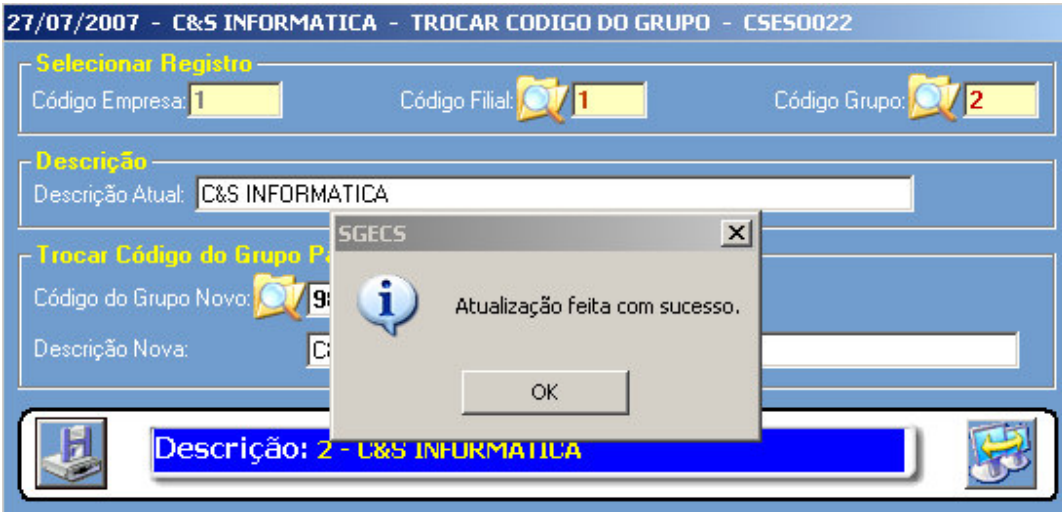 27/07/2007 - C&S INFORMATICA - TROCAR CODIGO DO GRUPO - CSESO022
Selecionar Registro
Código Empresa: 1 Código Filial: 1 Código Grupo: 2
Descrição
Descrição Atual: C&S INFORMATICA
SGECS
Trocar Código do Grupo
Código do Grupo Novo:
Atualização feita com sucesso.
Descrição Nova:
OK
Descrição: 2 - C&S INFORMATICA